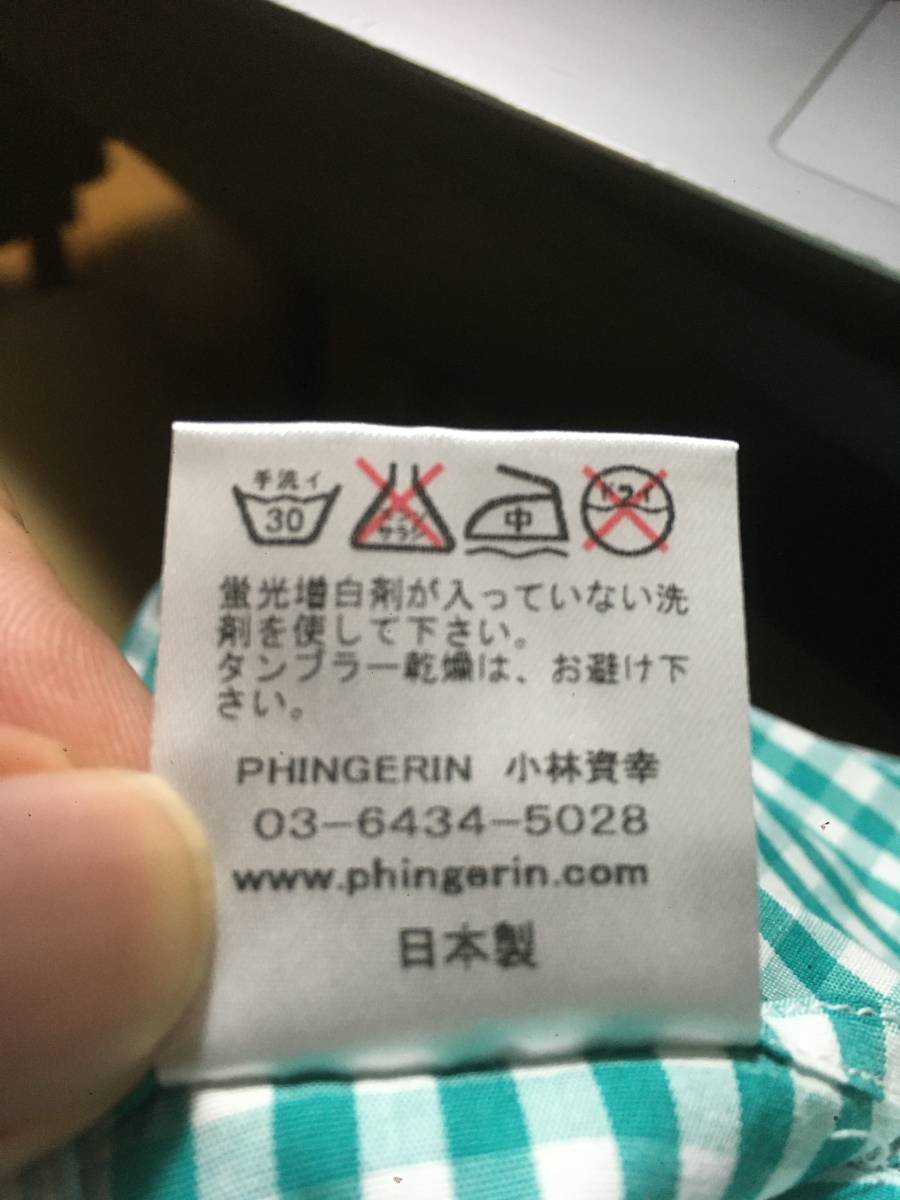 手洗イ
30
エンソ
サラシ
中
ドライ
蛍光増白剤が入っていない洗
剤を使して下さい。
タンブラー乾燥は、お避け下
さい。
PHINGERIN 小林資幸
03-6434-5028
www.phingerin.com
日本製